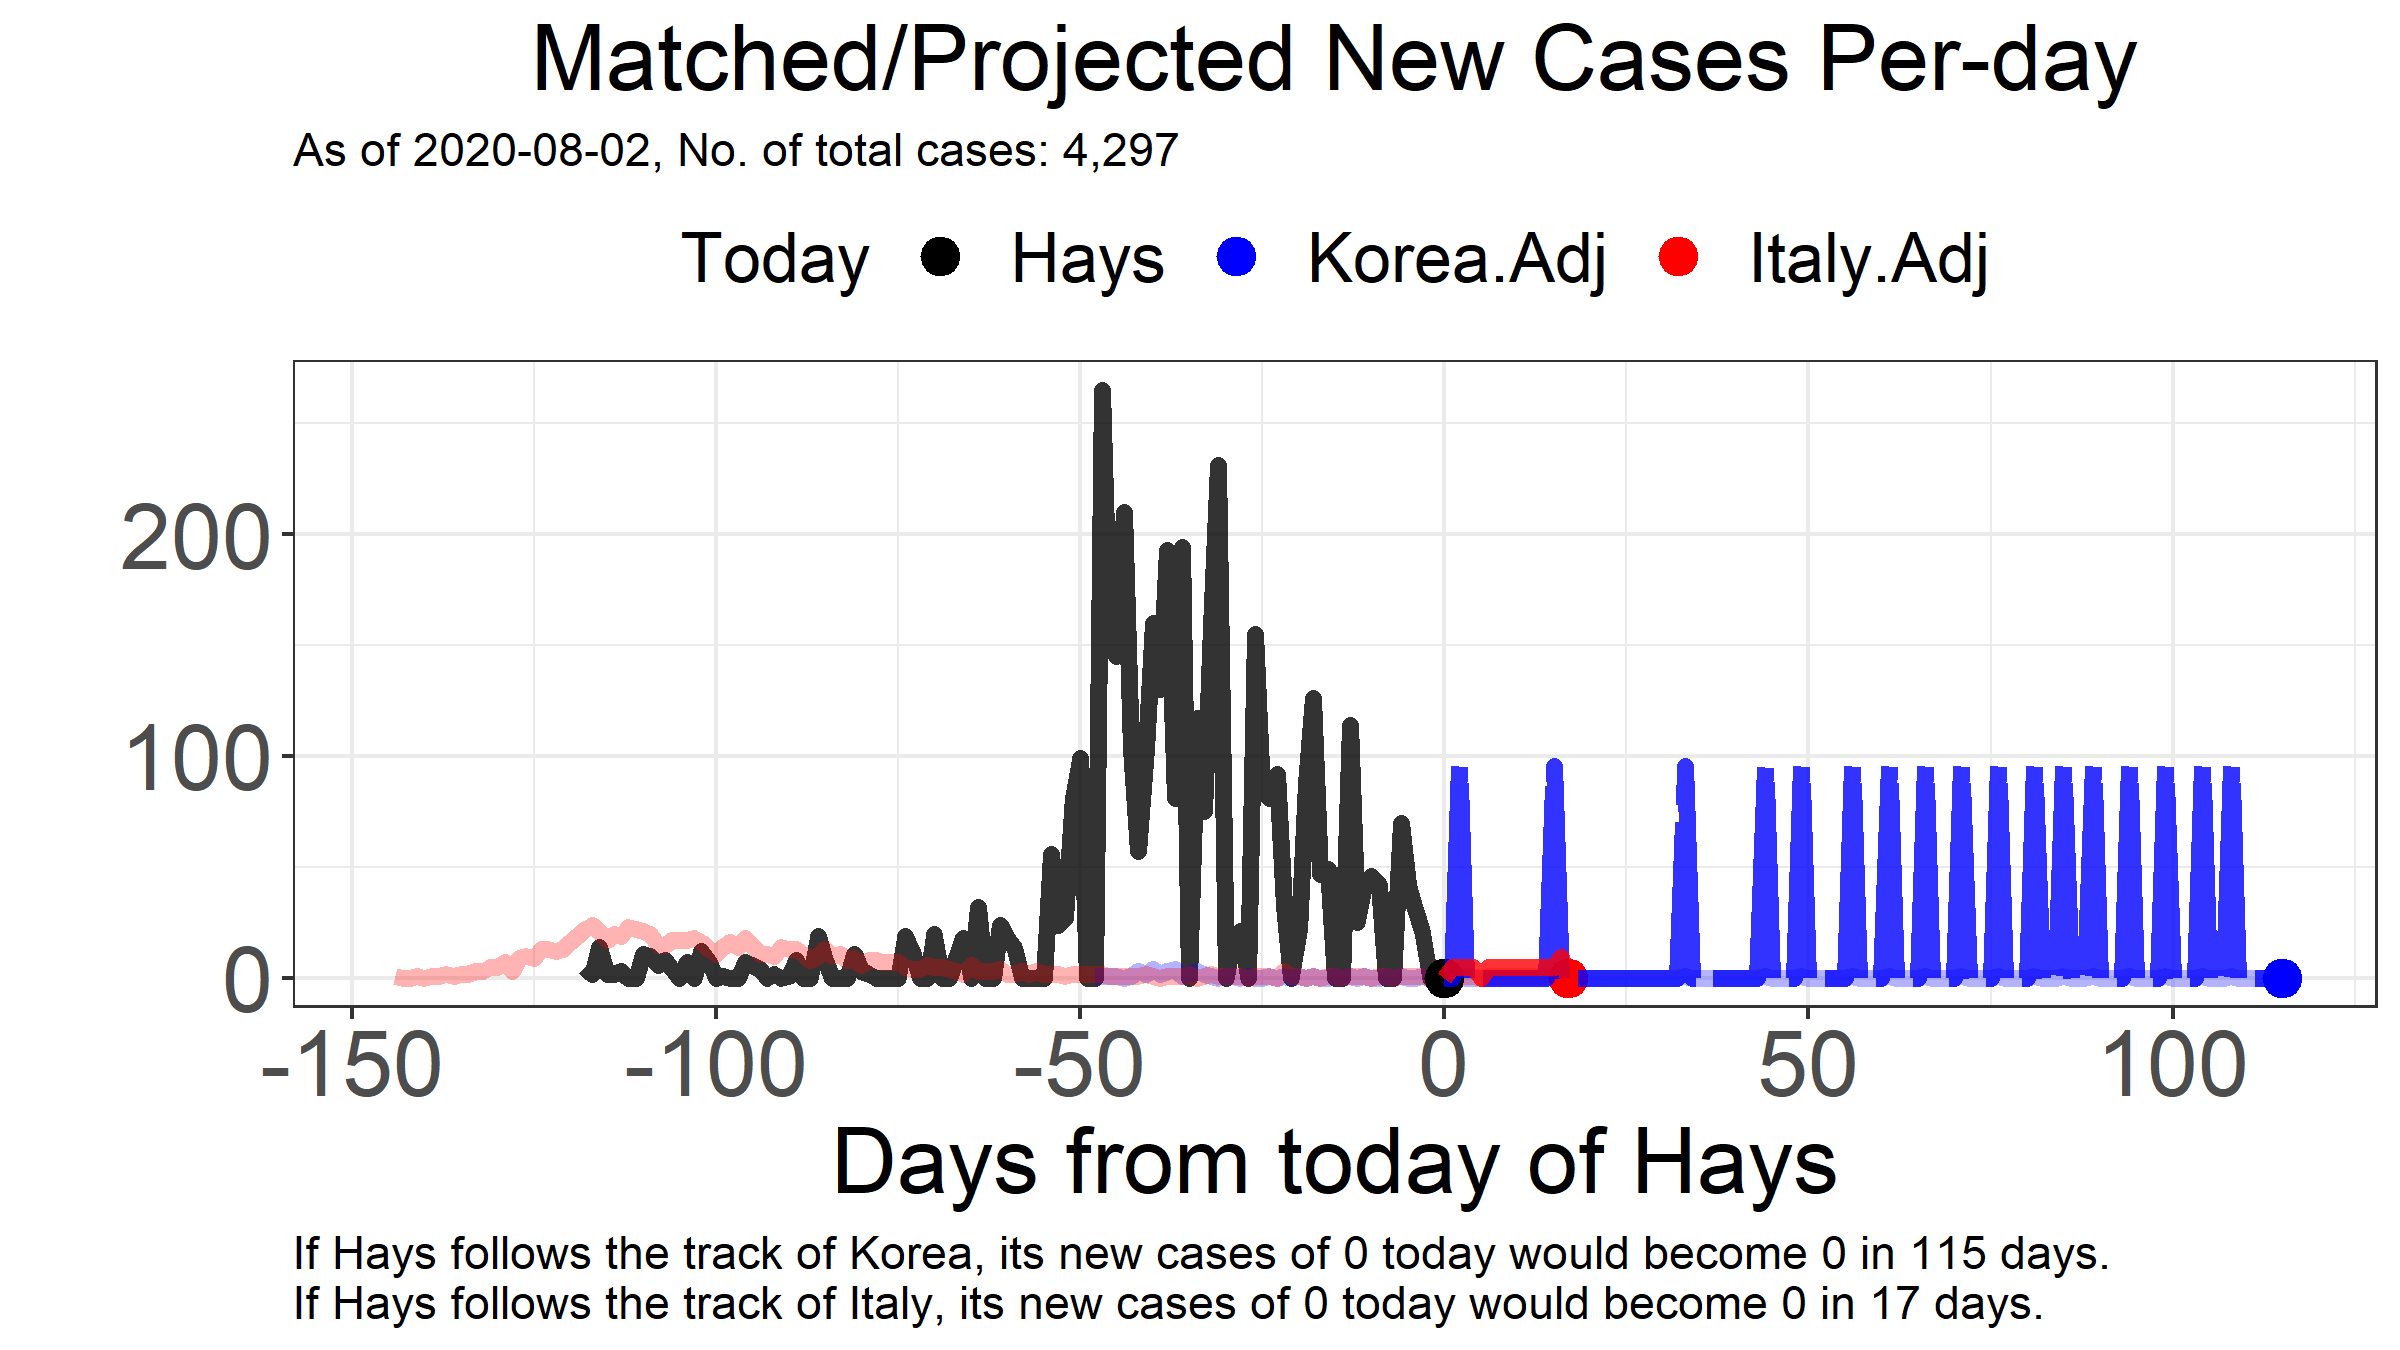 Matched/Projected New Cases Per-day
As of 2020-08-02, No. of total cases: 4,297
Today Hays Korea.Adj Italy.Adj
200
100
0
-150 -100 -50 0 50 100
Days from today of Hays
If Hays follows the track of Korea, its new cases of 0 today would become 0 in 115 days.
If Hays follows the track of Italy, its new cases of 0 today would become 0 in 17 days.